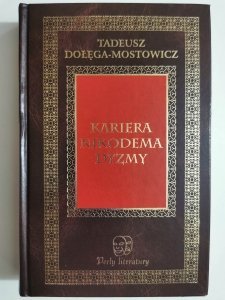 TADEUSZ
DOŁĘGA-MOSTOWICZ
KARIERA
NIKODEMA
DYZMY
Perły literatury